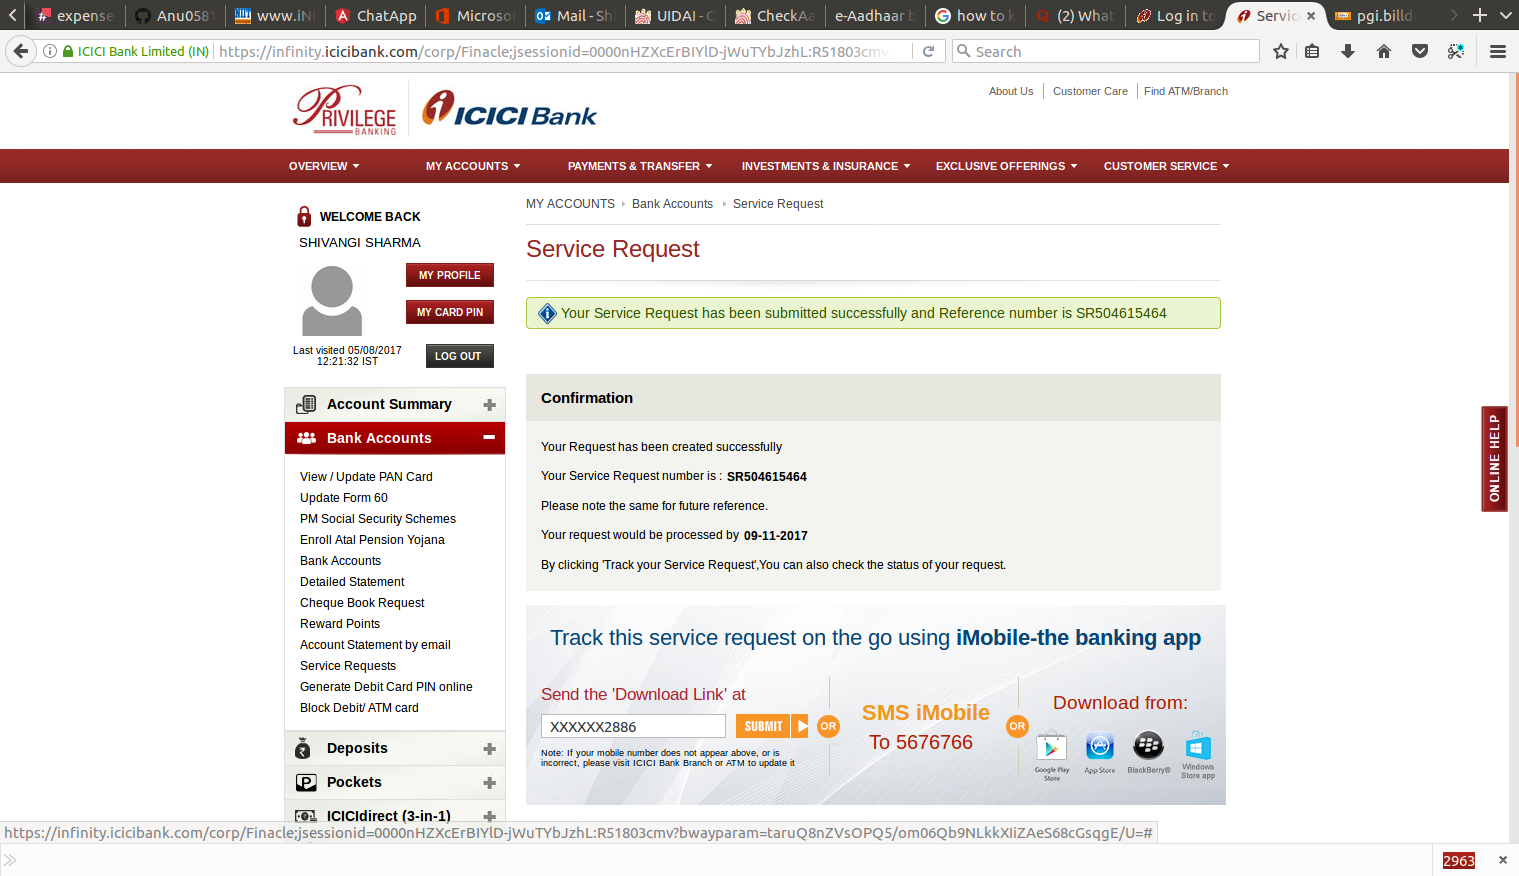 expense
Anu0581
www.iN
ChatApp
Microsof
Mail - Sh
UIDAI - O
CheckAa
e-Aadhaar b
how to k
(2) What
Log in to
Servic
pgi.billd
ICICI Bank Limited (IN)
https://infinity.icicibank.com/corp/Finacle;jsessionid=0000nHZXcErBIYlD-jWuTYbJzhL:R51803cmv
Search
PRIVILEGE
BANKING
ICICI Bank
About Us
Customer Care
Find ATM/Branch
OVERVIEW
MY ACCOUNTS
PAYMENTS & TRANSFER
INVESTMENTS & INSURANCE
EXCLUSIVE OFFERINGS
CUSTOMER SERVICE
WELCOME BACK
SHIVANGI SHARMA
MY PROFILE
MY CARD PIN
Last visited 05/08/2017
12:21:32 IST
LOG OUT
Account Summary
Bank Accounts
View / Update PAN Card
Update Form 60
PM Social Security Schemes
Enroll Atal Pension Yojana
Bank Accounts
Detailed Statement
Cheque Book Request
Reward Points
Account Statement by email
Service Requests
Generate Debit Card PIN online
Block Debit/ ATM card
Deposits
Pockets
ICICIdirect (3-in-1)
MY ACCOUNTS
Bank Accounts
Service Request
Service Request
Your Service Request has been submitted successfully and Reference number is SR504615464
Confirmation
Your Request has been created successfully
Your Service Request number is : SR504615464
Please note the same for future reference.
Your request would be processed by 09-11-2017
By clicking 'Track your Service Request',You can also check the status of your request.
Track this service request on the go using iMobile-the banking app
Send the 'Download Link' at
XXXXXX2886
SUBMIT
Note: If your mobile number does not appear above, or is
incorrect, please visit ICICI Bank Branch or ATM to update it
OR
SMS iMobile
To 5676766
OR
Download from:
Google Play
Store
App Store
BlackBerry®
Windows
Store app
ONLINE HELP
https://infinity.icicibank.com/corp/Finacle;jsessionid=0000nHZXcErBIYlD-jWuTYbJzhL:R51803cmv?bwayparam=taruQ8nZVsOPQ5/om06Qb9NLkkXIiZAeS68cGsqgE/U=#
2963